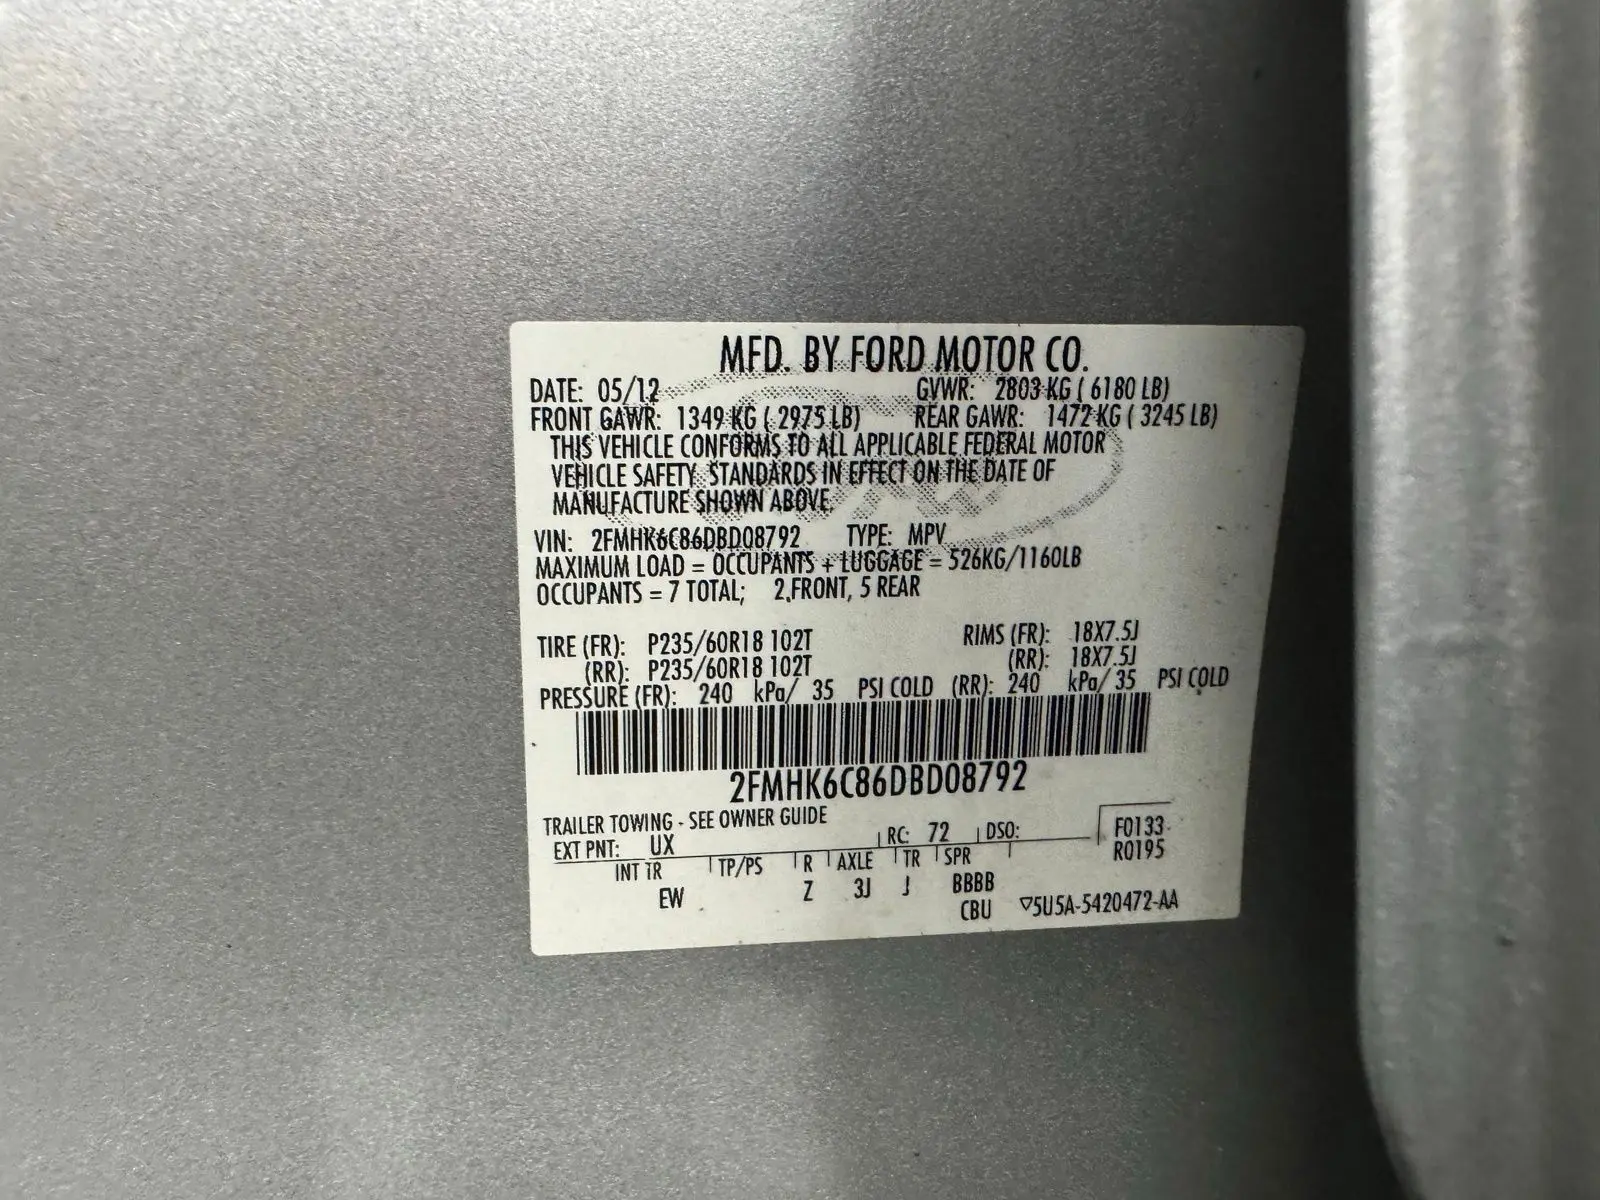 MFD. BY FORD MOTOR CO.
DATE: 05/12 GVWR: 2803 KG ( 6180 LB)
FRONT GAWR: 1349 KG ( 2975 LB) REAR GAWR: 1472 KG ( 3245 LB)
THIS VEHICLE CONFORMS TO ALL APPLICABLE FEDERAL MOTOR
VEHICLE SAFETY STANDARDS IN EFFECT ON THE DATE OF
MANUFACTURE SHOWN ABOVE.
VIN: 2FMHK6C86DBD08792 TYPE: MPV
MAXIMUM LOAD = OCCUPANTS + LUGGAGE = 526KG/1160LB
OCCUPANTS = 7 TOTAL; 2 FRONT, 5 REAR
TIRE (FR): P235/60R18 102T RIMS (FR): 18X7.5J
(RR): P235/60R18 102T (RR): 18X7.5J
PRESSURE (FR): 240 kPa/ 35 PSI COLD (RR): 240 kPa/ 35 PSI COLD
2FMHK6C86DBD08792
TRAILER TOWING - SEE OWNER GUIDE
EXT PNT: UX RC: 72 DSO: F0133
R0195
INT TR TP/PS R AXLE TR SPR
EW Z 3J J BBBB
CBU ▽5U5A-5420472-AA